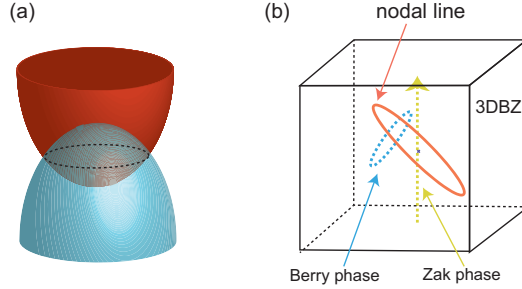 (a)
(b)
nodal line
3DBZ
Berry phase
Zak phase